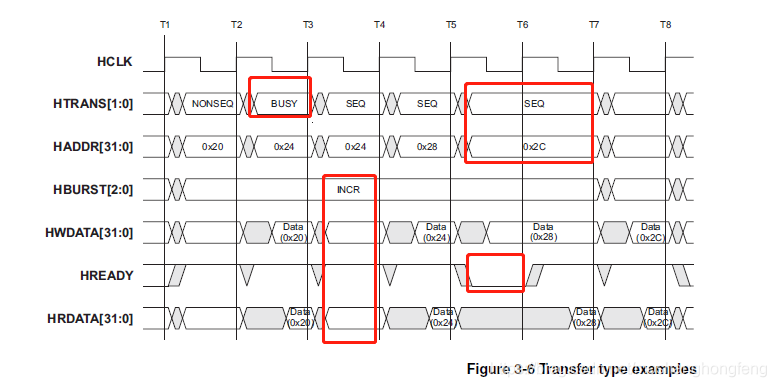 T1 T2 T3 T4 T5 T6 T7 T8
HCLK
HTRANS[1:0] NONSEQ BUSY SEQ SEQ SEQ
HADDR[31:0] 0x20 0x24 0x24 0x28 0x2C
HBURST[2:0] INCR
HWDATA[31:0] Data (0x20) Data (0x24) Data (0x28) Data (0x2C)
HREADY
HRDATA[31:0] Data (0x20) Data (0x24) Data (0x28) Data (0x2C)
Figure 3-6 Transfer type examples